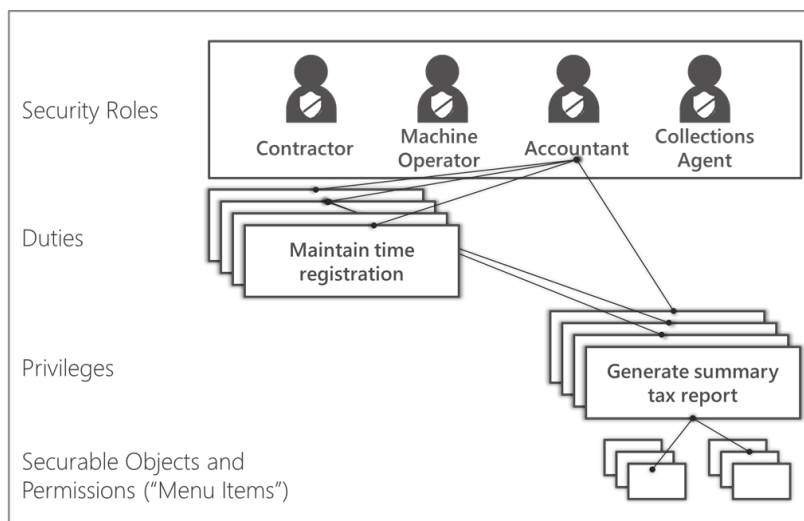 Security Roles
Contractor
Machine
Operator
Accountant
Collections
Agent
Duties
Maintain time
registration
Privileges
Generate summary
tax report
Securable Objects and
Permissions (“Menu Items”)